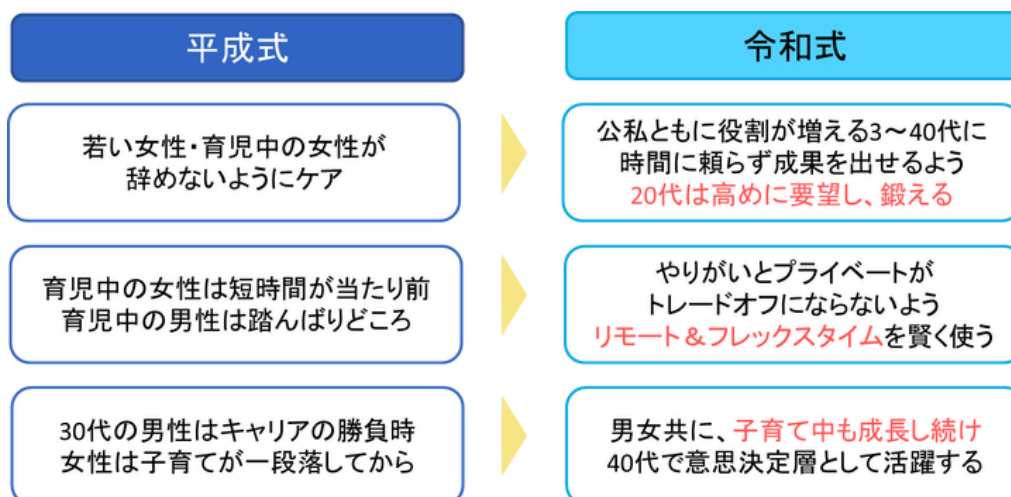 平成式
令和式
若い女性・育児中の女性が
辞めないようにケア
公私ともに役割が増える3～40代に
時間に頼らず成果を出せるよう
20代は高めに要望し、鍛える
育児中の女性は短時間が当たり前
育児中の男性は踏んばりどころ
やりがいとプライベートが
トレードオフにならないよう
リモート＆フレックスタイムを賢く使う
30代の男性はキャリアの勝負時
女性は子育てが一段落してから
男女共に、子育て中も成長し続け
40代で意思決定層として活躍する